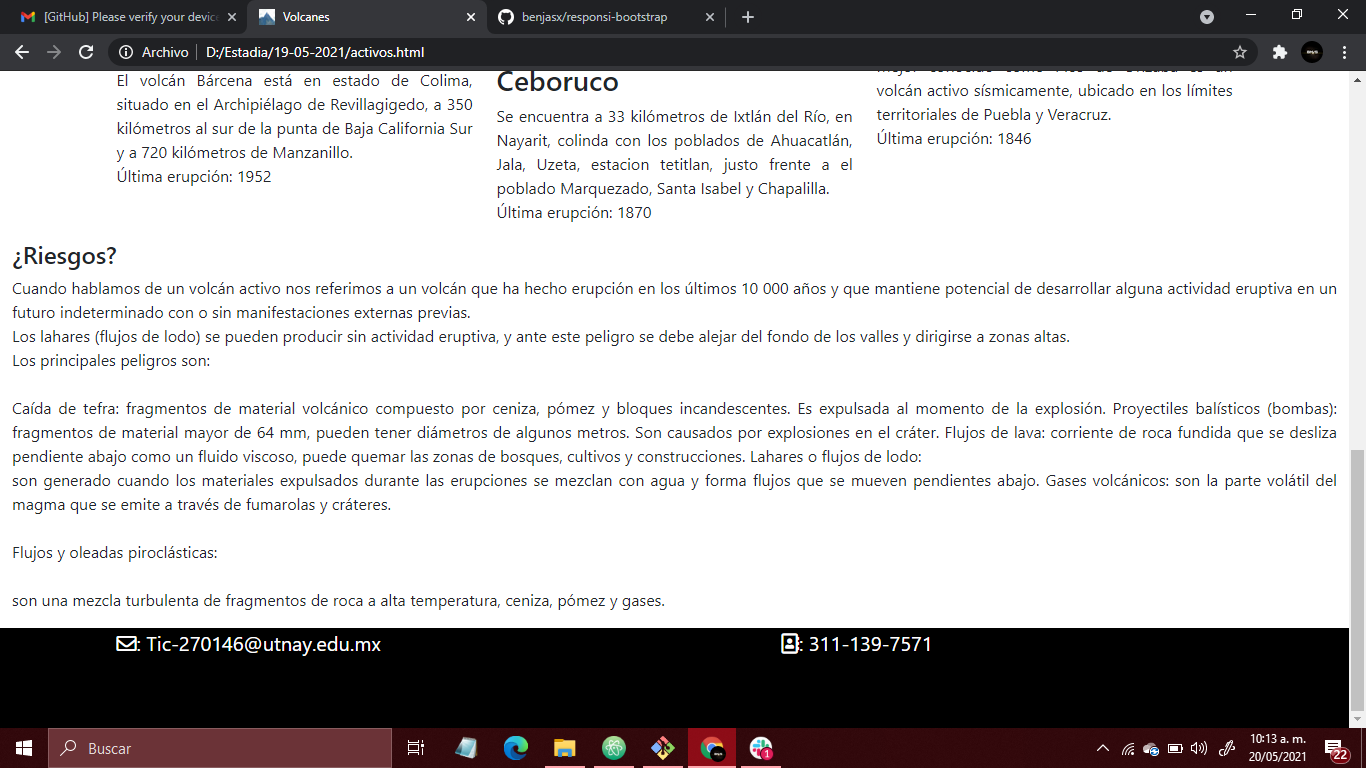 [GitHub] Please verify your device
Volcanes
benjasx/responsi-bootstrap
Archivo
D:/Estadia/19-05-2021/activos.html
El volcán Bárcena está en estado de Colima,
situado en el Archipiélago de Revillagigedo, a 350
kilómetros al sur de la punta de Baja California Sur
y a 720 kilómetros de Manzanillo.
Última erupción: 1952
Ceboruco
Se encuentra a 33 kilómetros de Ixtlán del Río, en
Nayarit, colinda con los poblados de Ahuacatlán,
Jala, Uzeta, estacion tetitlan, justo frente a el
poblado Marquezado, Santa Isabel y Chapalilla.
Última erupción: 1870
mejor conocido como Pico de Orizaba es un
volcán activo sísmicamente, ubicado en los límites
territoriales de Puebla y Veracruz.
Última erupción: 1846
¿Riesgos?
Cuando hablamos de un volcán activo nos referimos a un volcán que ha hecho erupción en los últimos 10 000 años y que mantiene potencial de desarrollar alguna actividad eruptiva en un
futuro indeterminado con o sin manifestaciones externas previas.
Los lahares (flujos de lodo) se pueden producir sin actividad eruptiva, y ante este peligro se debe alejar del fondo de los valles y dirigirse a zonas altas.
Los principales peligros son:
Caída de tefra: fragmentos de material volcánico compuesto por ceniza, pómez y bloques incandescentes. Es expulsada al momento de la explosión. Proyectiles balísticos (bombas):
fragmentos de material mayor de 64 mm, pueden tener diámetros de algunos metros. Son causados por explosiones en el cráter. Flujos de lava: corriente de roca fundida que se desliza
pendiente abajo como un fluido viscoso, puede quemar las zonas de bosques, cultivos y construcciones. Lahares o flujos de lodo:
son generado cuando los materiales expulsados durante las erupciones se mezclan con agua y forma flujos que se mueven pendientes abajo. Gases volcánicos: son la parte volátil del
magma que se emite a través de fumarolas y cráteres.
Flujos y oleadas piroclásticas:
son una mezcla turbulenta de fragmentos de roca a alta temperatura, ceniza, pómez y gases.
: Tic-270146@utnay.edu.mx
: 311-139-7571
Buscar
1
10:13 a. m.
20/05/2021
22